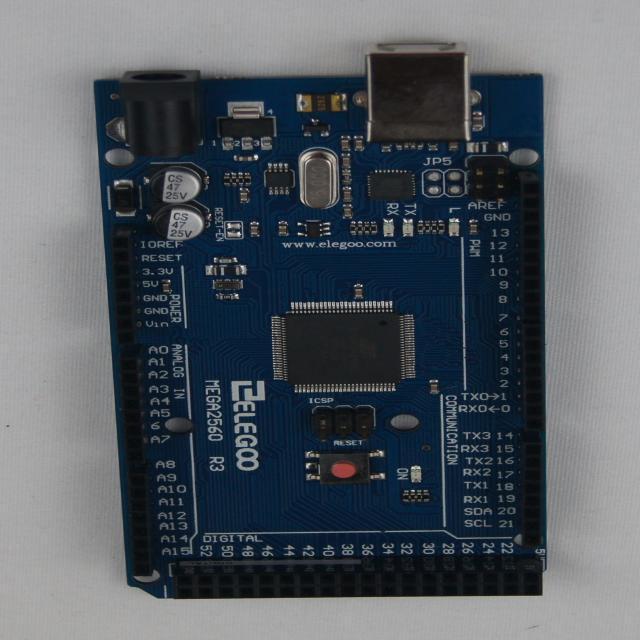 4
1 2 3
JP5
CS
47
25V
CS
47
25V
RESET-EN
RX
TX
L
AREF
GND
www.elegoo.com
PWM
13
12
11
10
9
8
7
6
5
4
3
2
TX0→1
RX0←0
IOREF
RESET
3.3V
5V
GND
GND
Vin
POWER
ANALOG IN
A0
A1
A2
A3
A4
A5
6
A7
A8
A9
A10
A11
A12
A13
A14
A15
ELEGOO
MEGA2560 R3
ICSP
RESET
ON
COMMUNICATION
TX3 14
RX3 15
TX2 16
RX2 17
TX1 18
RX1 19
SDA 20
SCL 21
DIGITAL
52 50 48 46 44 42 40 38 36 34 32 30 28 26 24 22